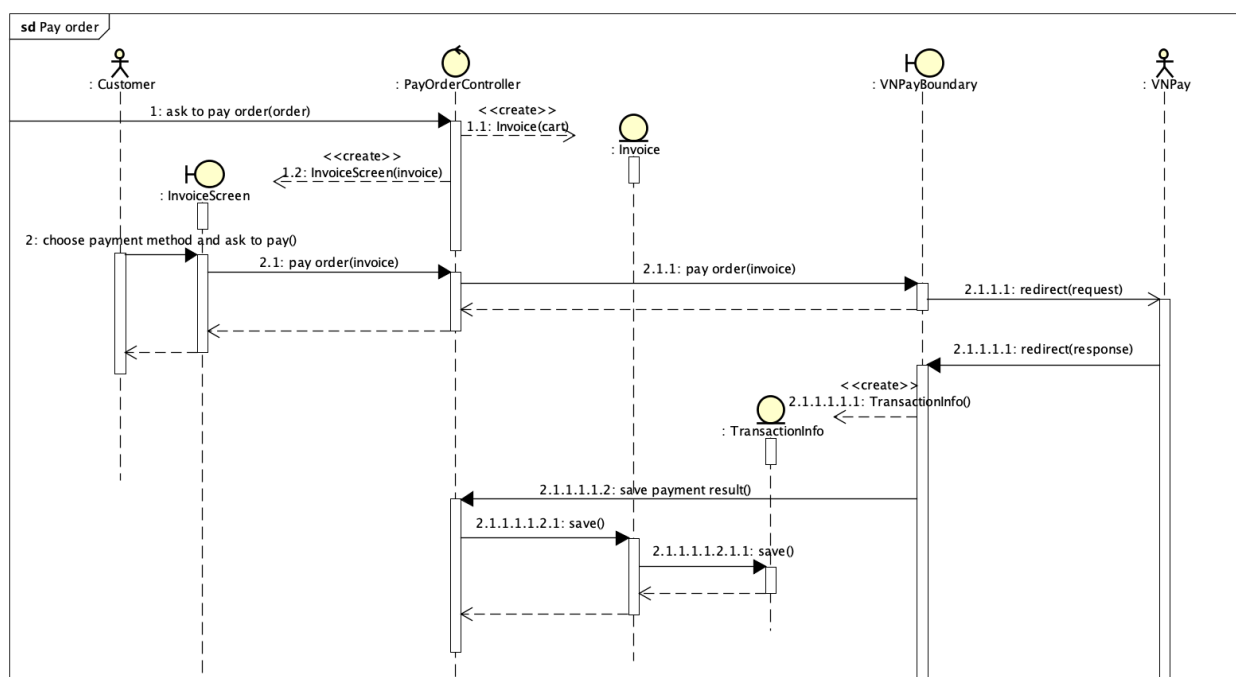 sd Pay order
: Customer
: PayOrderController
: VNPayBoundary
: VNPay
1: ask to pay order(order)
<<create>>
1.1: Invoice(cart)
: Invoice
<<create>>
1.2: InvoiceScreen(invoice)
: InvoiceScreen
2: choose payment method and ask to pay()
2.1: pay order(invoice)
2.1.1: pay order(invoice)
2.1.1.1: redirect(request)
2.1.1.1.1: redirect(response)
<<create>>
2.1.1.1.1.1: TransactionInfo()
: TransactionInfo
2.1.1.1.1.2: save payment result()
2.1.1.1.1.2.1: save()
2.1.1.1.1.2.1.1: save()